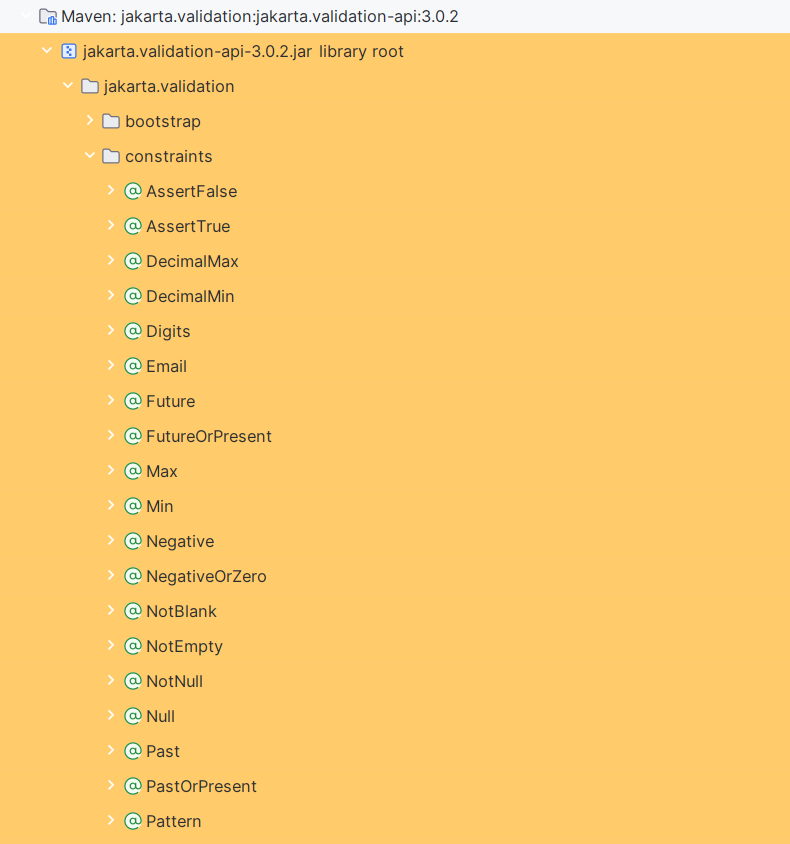 Maven: jakarta.validation:jakarta.validation-api:3.0.2
jakarta.validation-api-3.0.2.jar library root
jakarta.validation
bootstrap
constraints
AssertFalse
AssertTrue
DecimalMax
DecimalMin
Digits
Email
Future
FutureOrPresent
Max
Min
Negative
NegativeOrZero
NotBlank
NotEmpty
NotNull
Null
Past
PastOrPresent
Pattern